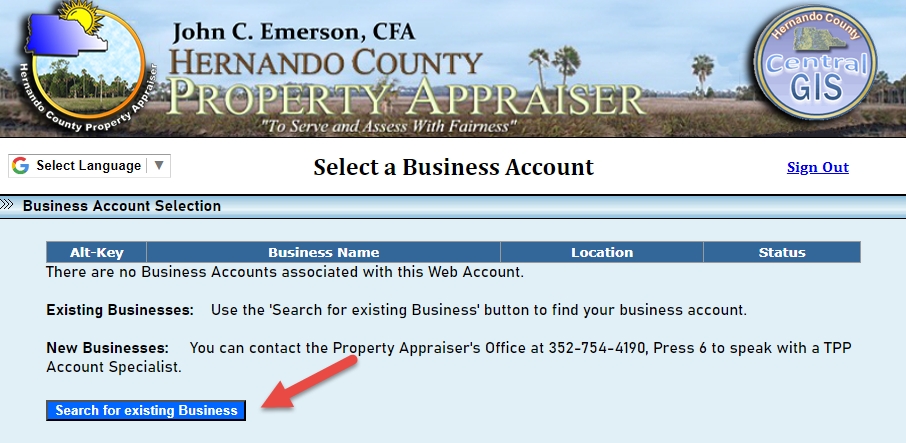 John C. Emerson, CFA
HERNANDO COUNTY
PROPERTY APPRAISER
"To Serve and Assess With Fairness"
Hernando County Property Appraiser
Hernando County
Central
GIS
Select Language
Select a Business Account
Sign Out
Business Account Selection
Alt-Key Business Name Location Status
There are no Business Accounts associated with this Web Account.
Existing Businesses: Use the 'Search for existing Business' button to find your business account.
New Businesses: You can contact the Property Appraiser's Office at 352-754-4190, Press 6 to speak with a TPP
Account Specialist.
Search for existing Business